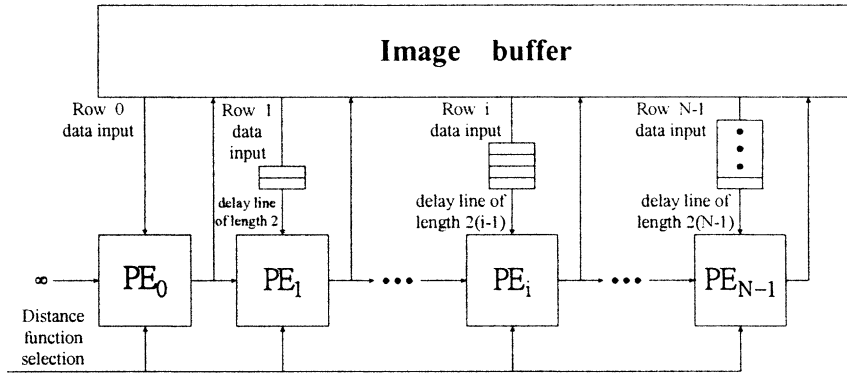 Image buffer
Row 0
data input
Row 1
data
input
Row i
data input
Row N-1
data input
delay line
of length 2
delay line of
length 2(i-1)
delay line of
length 2(N-1)
∞
PE0
PE1
PEi
PEN-1
Distance
function
selection